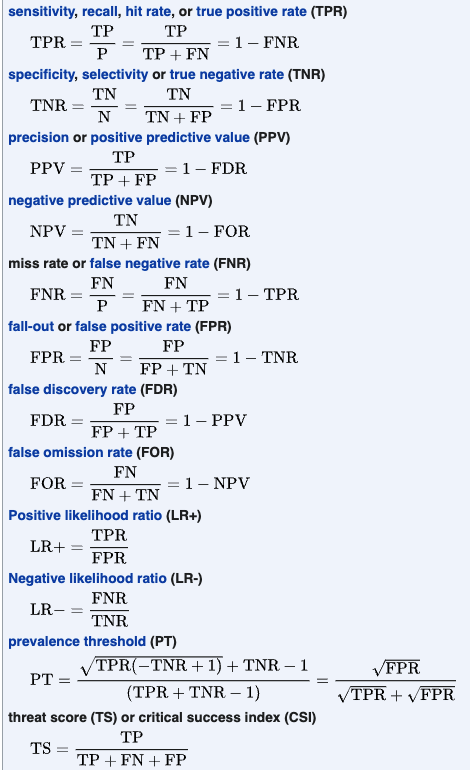 sensitivity, recall, hit rate, or true positive rate (TPR)
TPR = TP / P = TP / (TP + FN) = 1 − FNR
specificity, selectivity or true negative rate (TNR)
TNR = TN / N = TN / (TN + FP) = 1 − FPR
precision or positive predictive value (PPV)
PPV = TP / (TP + FP) = 1 − FDR
negative predictive value (NPV)
NPV = TN / (TN + FN) = 1 − FOR
miss rate or false negative rate (FNR)
FNR = FN / P = FN / (FN + TP) = 1 − TPR
fall-out or false positive rate (FPR)
FPR = FP / N = FP / (FP + TN) = 1 − TNR
false discovery rate (FDR)
FDR = FP / (FP + TP) = 1 − PPV
false omission rate (FOR)
FOR = FN / (FN + TN) = 1 − NPV
Positive likelihood ratio (LR+)
LR+ = TPR / FPR
Negative likelihood ratio (LR-)
LR− = FNR / TNR
prevalence threshold (PT)
PT = (√(TPR(−TNR + 1)) + TNR − 1) / (TPR + TNR − 1) = √FPR / (√TPR + √FPR)
threat score (TS) or critical success index (CSI)
TS = TP / (TP + FN + FP)